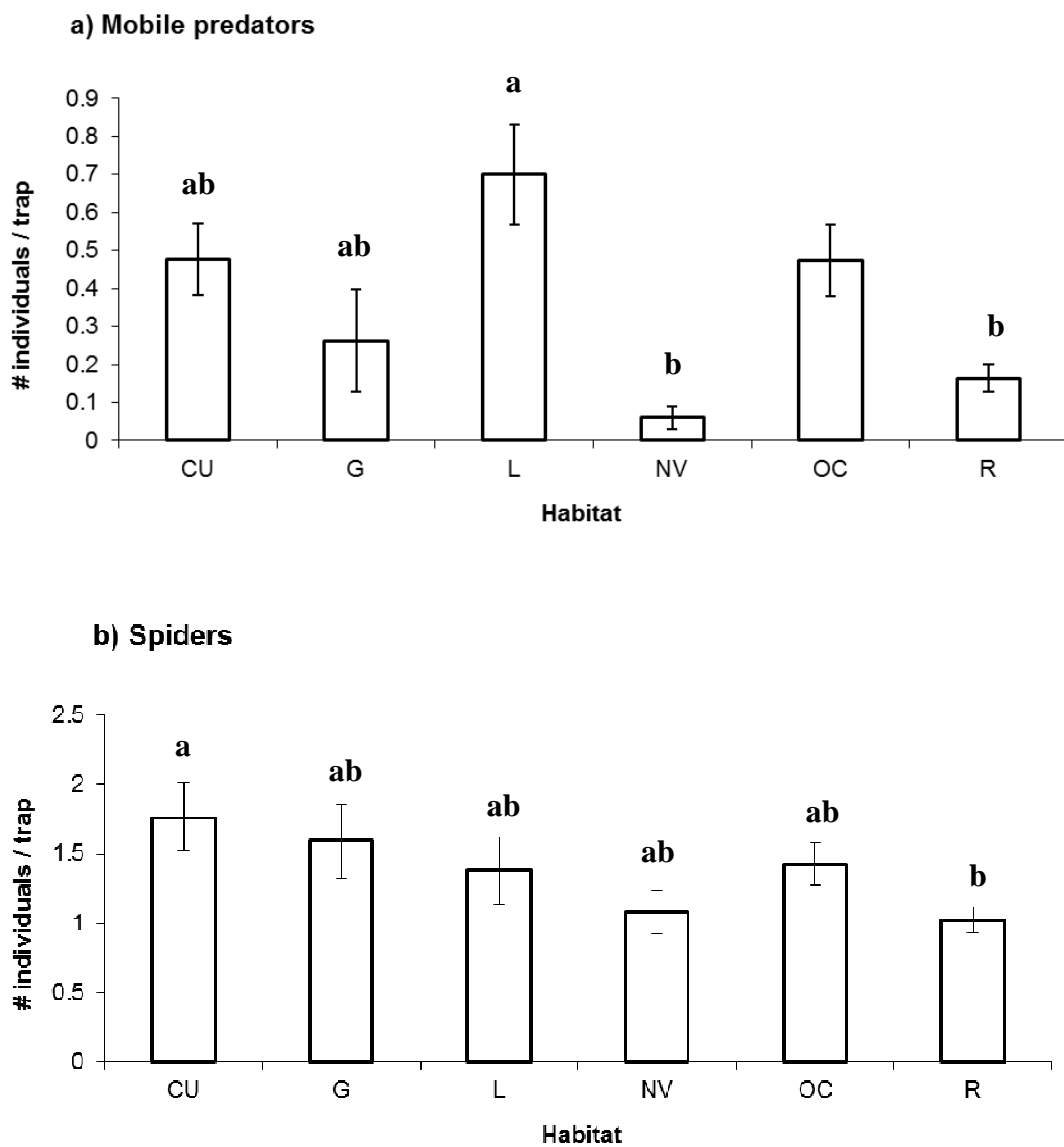 a) Mobile predators
# individuals / trap
0.9
0.8
0.7
0.6
0.5
0.4
0.3
0.2
0.1
0
ab
ab
a
b
b
CU G L NV OC R
Habitat
b) Spiders
# individuals / trap
2.5
2
1.5
1
0.5
0
a
ab
ab
ab
ab
b
CU G L NV OC R
Habitat